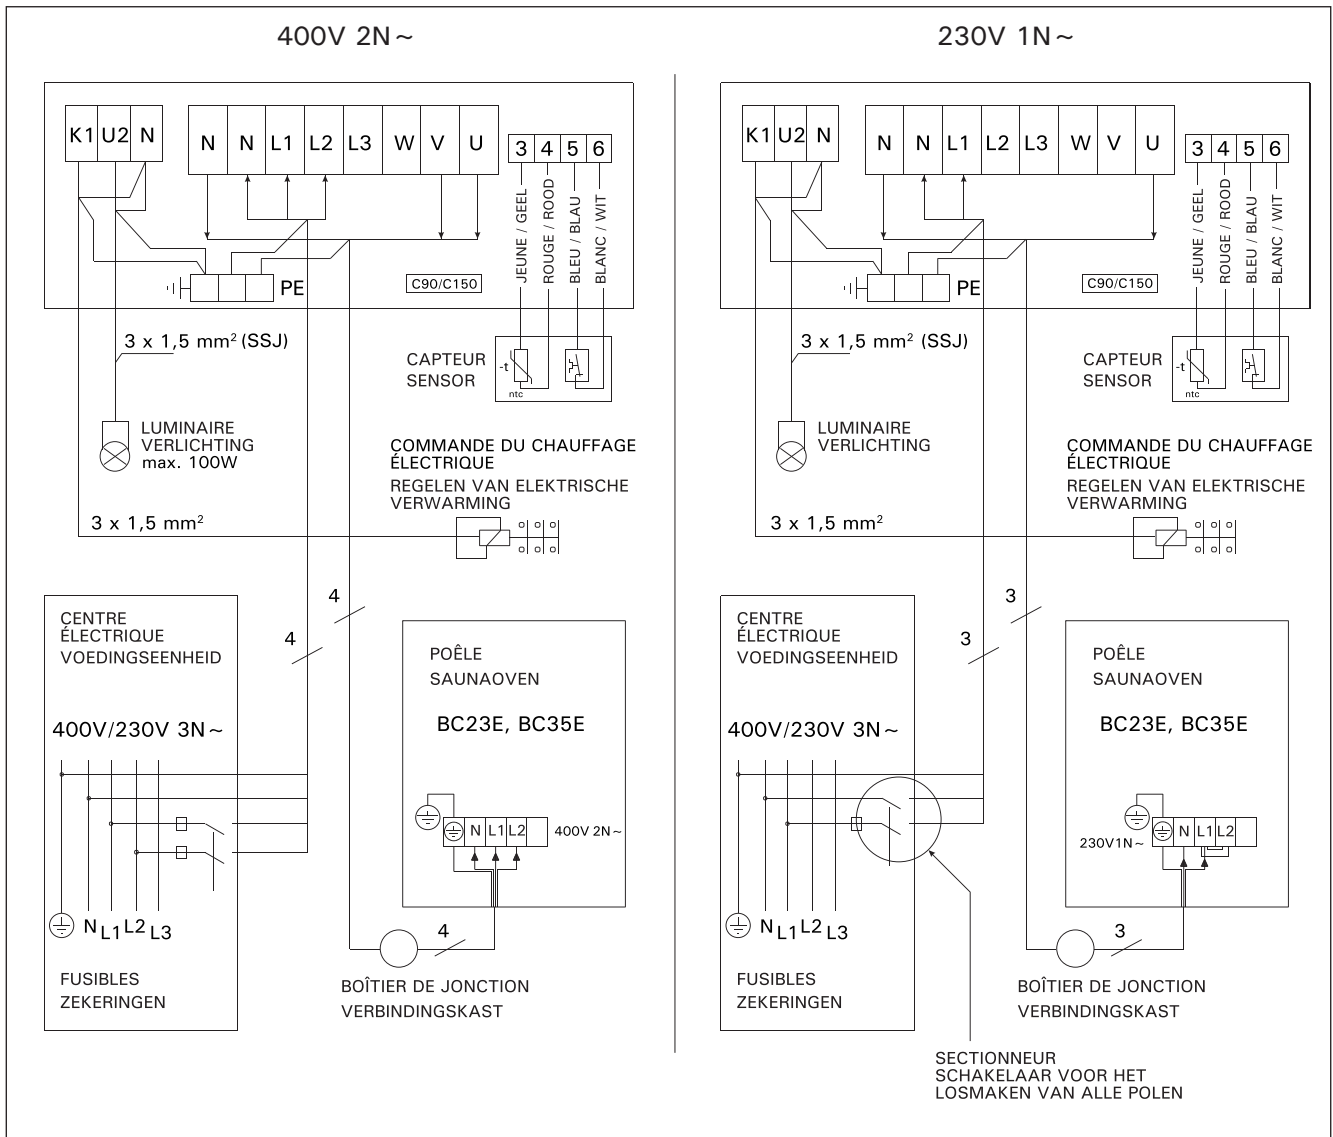 400V 2N~
K1 U2 N
N N L1 L2 L3 W V U
3 4 5 6
JEUNE / GEEL
ROUGE / ROOD
BLEU / BLAU
BLANC / WIT
PE
C90/C150
3 x 1,5 mm² (SSJ)
CAPTEUR
SENSOR
-t
ntc
LUMINAIRE
VERLICHTING
max. 100W
COMMANDE DU CHAUFFAGE
ÉLECTRIQUE
REGELEN VAN ELEKTRISCHE
VERWARMING
3 x 1,5 mm²
4
4
CENTRE
ÉLECTRIQUE
VOEDINGSEENHEID
400V/230V 3N~
N L1 L2 L3
FUSIBLES
ZEKERINGEN
POÊLE
SAUNAOVEN
BC23E, BC35E
N L1 L2
400V 2N~
4
BOÎTIER DE JONCTION
VERBINDINGSKAST
230V 1N~
K1 U2 N
N N L1 L2 L3 W V U
3 4 5 6
JEUNE / GEEL
ROUGE / ROOD
BLEU / BLAU
BLANC / WIT
PE
C90/C150
3 x 1,5 mm² (SSJ)
CAPTEUR
SENSOR
-t
ntc
LUMINAIRE
VERLICHTING
COMMANDE DU CHAUFFAGE
ÉLECTRIQUE
REGELEN VAN ELEKTRISCHE
VERWARMING
3 x 1,5 mm²
3
3
CENTRE
ÉLECTRIQUE
VOEDINGSEENHEID
400V/230V 3N~
N L1 L2 L3
FUSIBLES
ZEKERINGEN
POÊLE
SAUNAOVEN
BC23E, BC35E
N L1 L2
230V1N~
3
BOÎTIER DE JONCTION
VERBINDINGSKAST
SECTIONNEUR
SCHAKELAAR VOOR HET
LOSMAKEN VAN ALLE POLEN